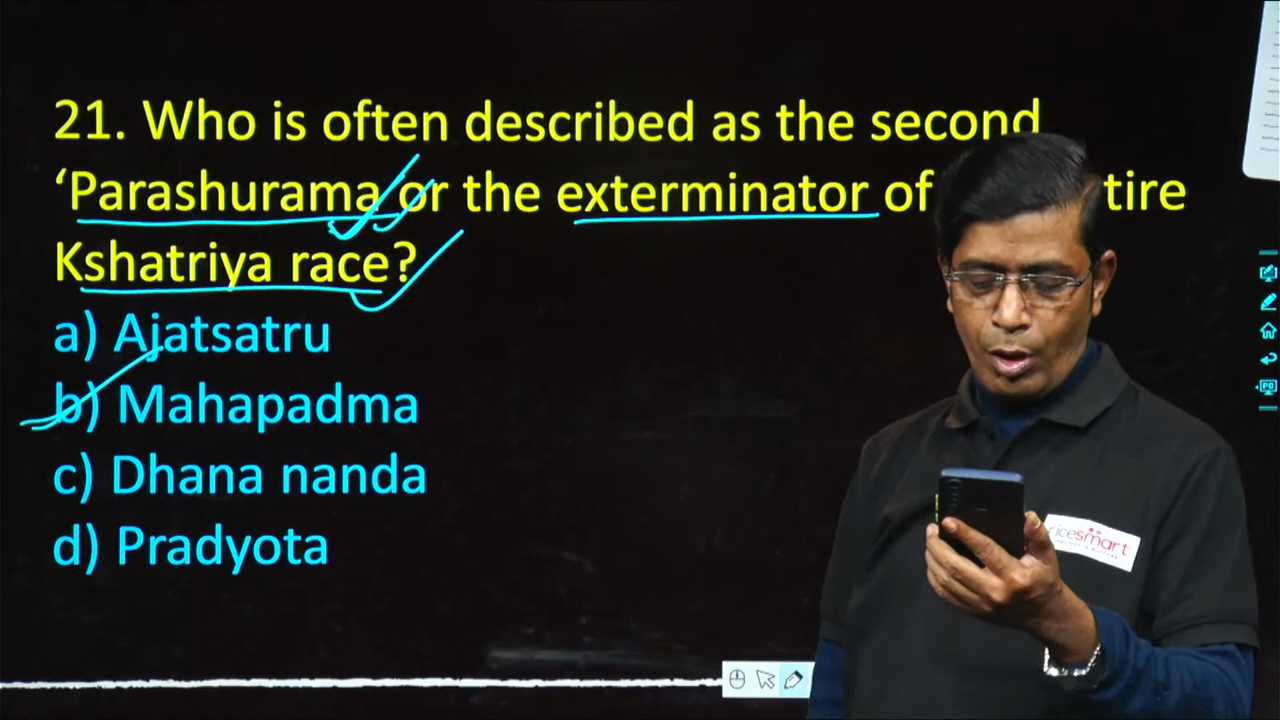 21. Who is often described as the second
‘Parashurama or the exterminator of tire
Kshatriya race?
a) Ajatsatru
b) Mahapadma
c) Dhana nanda
d) Pradyota
ricesmart